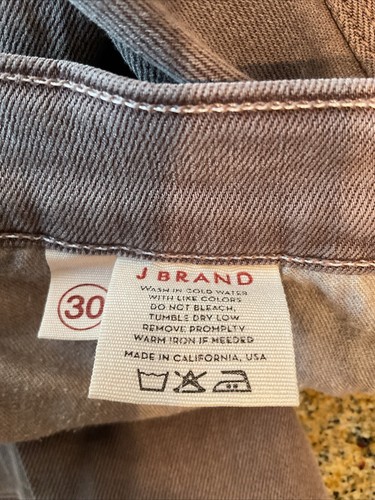 30
J BRAND
WASH IN COLD WATER
WITH LIKE COLORS
DO NOT BLEACH,
TUMBLE DRY LOW
REMOVE PROMPLTY
WARM IRON IF NEEDED
MADE IN CALIFORNIA, USA